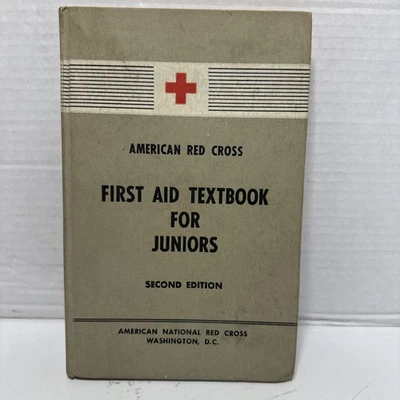 AMERICAN RED CROSS
FIRST AID TEXTBOOK
FOR
JUNIORS
SECOND EDITION
AMERICAN NATIONAL RED CROSS
WASHINGTON, D.C.